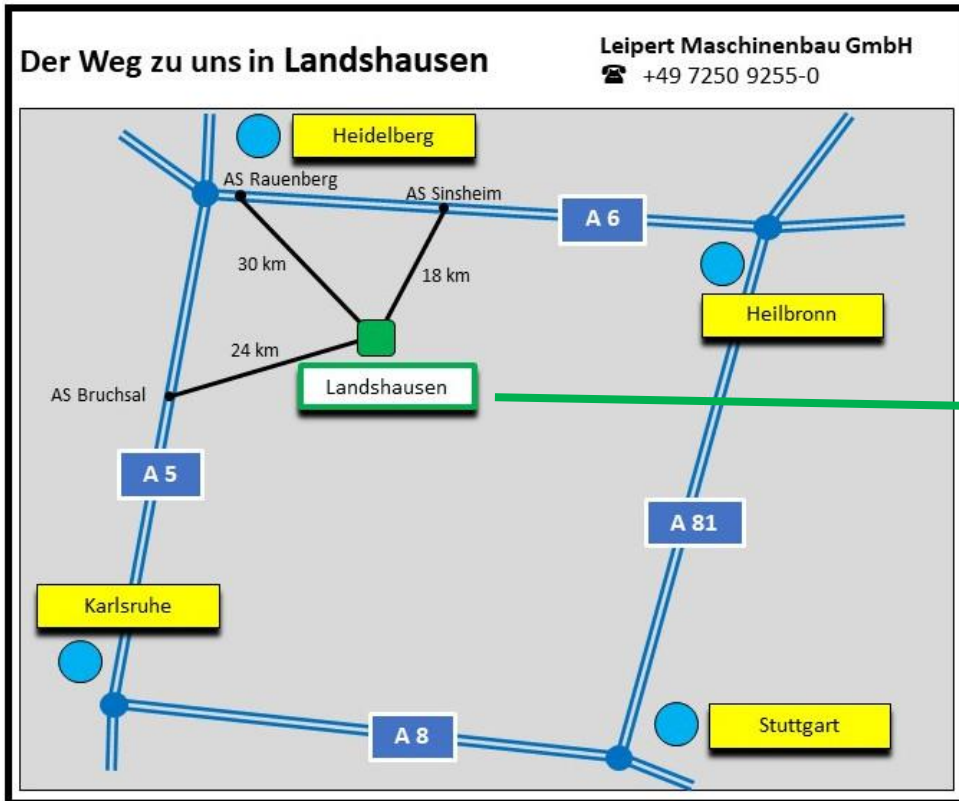 Der Weg zu uns in Landshausen
Leipert Maschinenbau GmbH
☎ +49 7250 9255-0
Heidelberg
AS Rauenberg
AS Sinsheim
A 6
30 km
18 km
Heilbronn
24 km
Landshausen
AS Bruchsal
A 5
A 81
Karlsruhe
A 8
Stuttgart